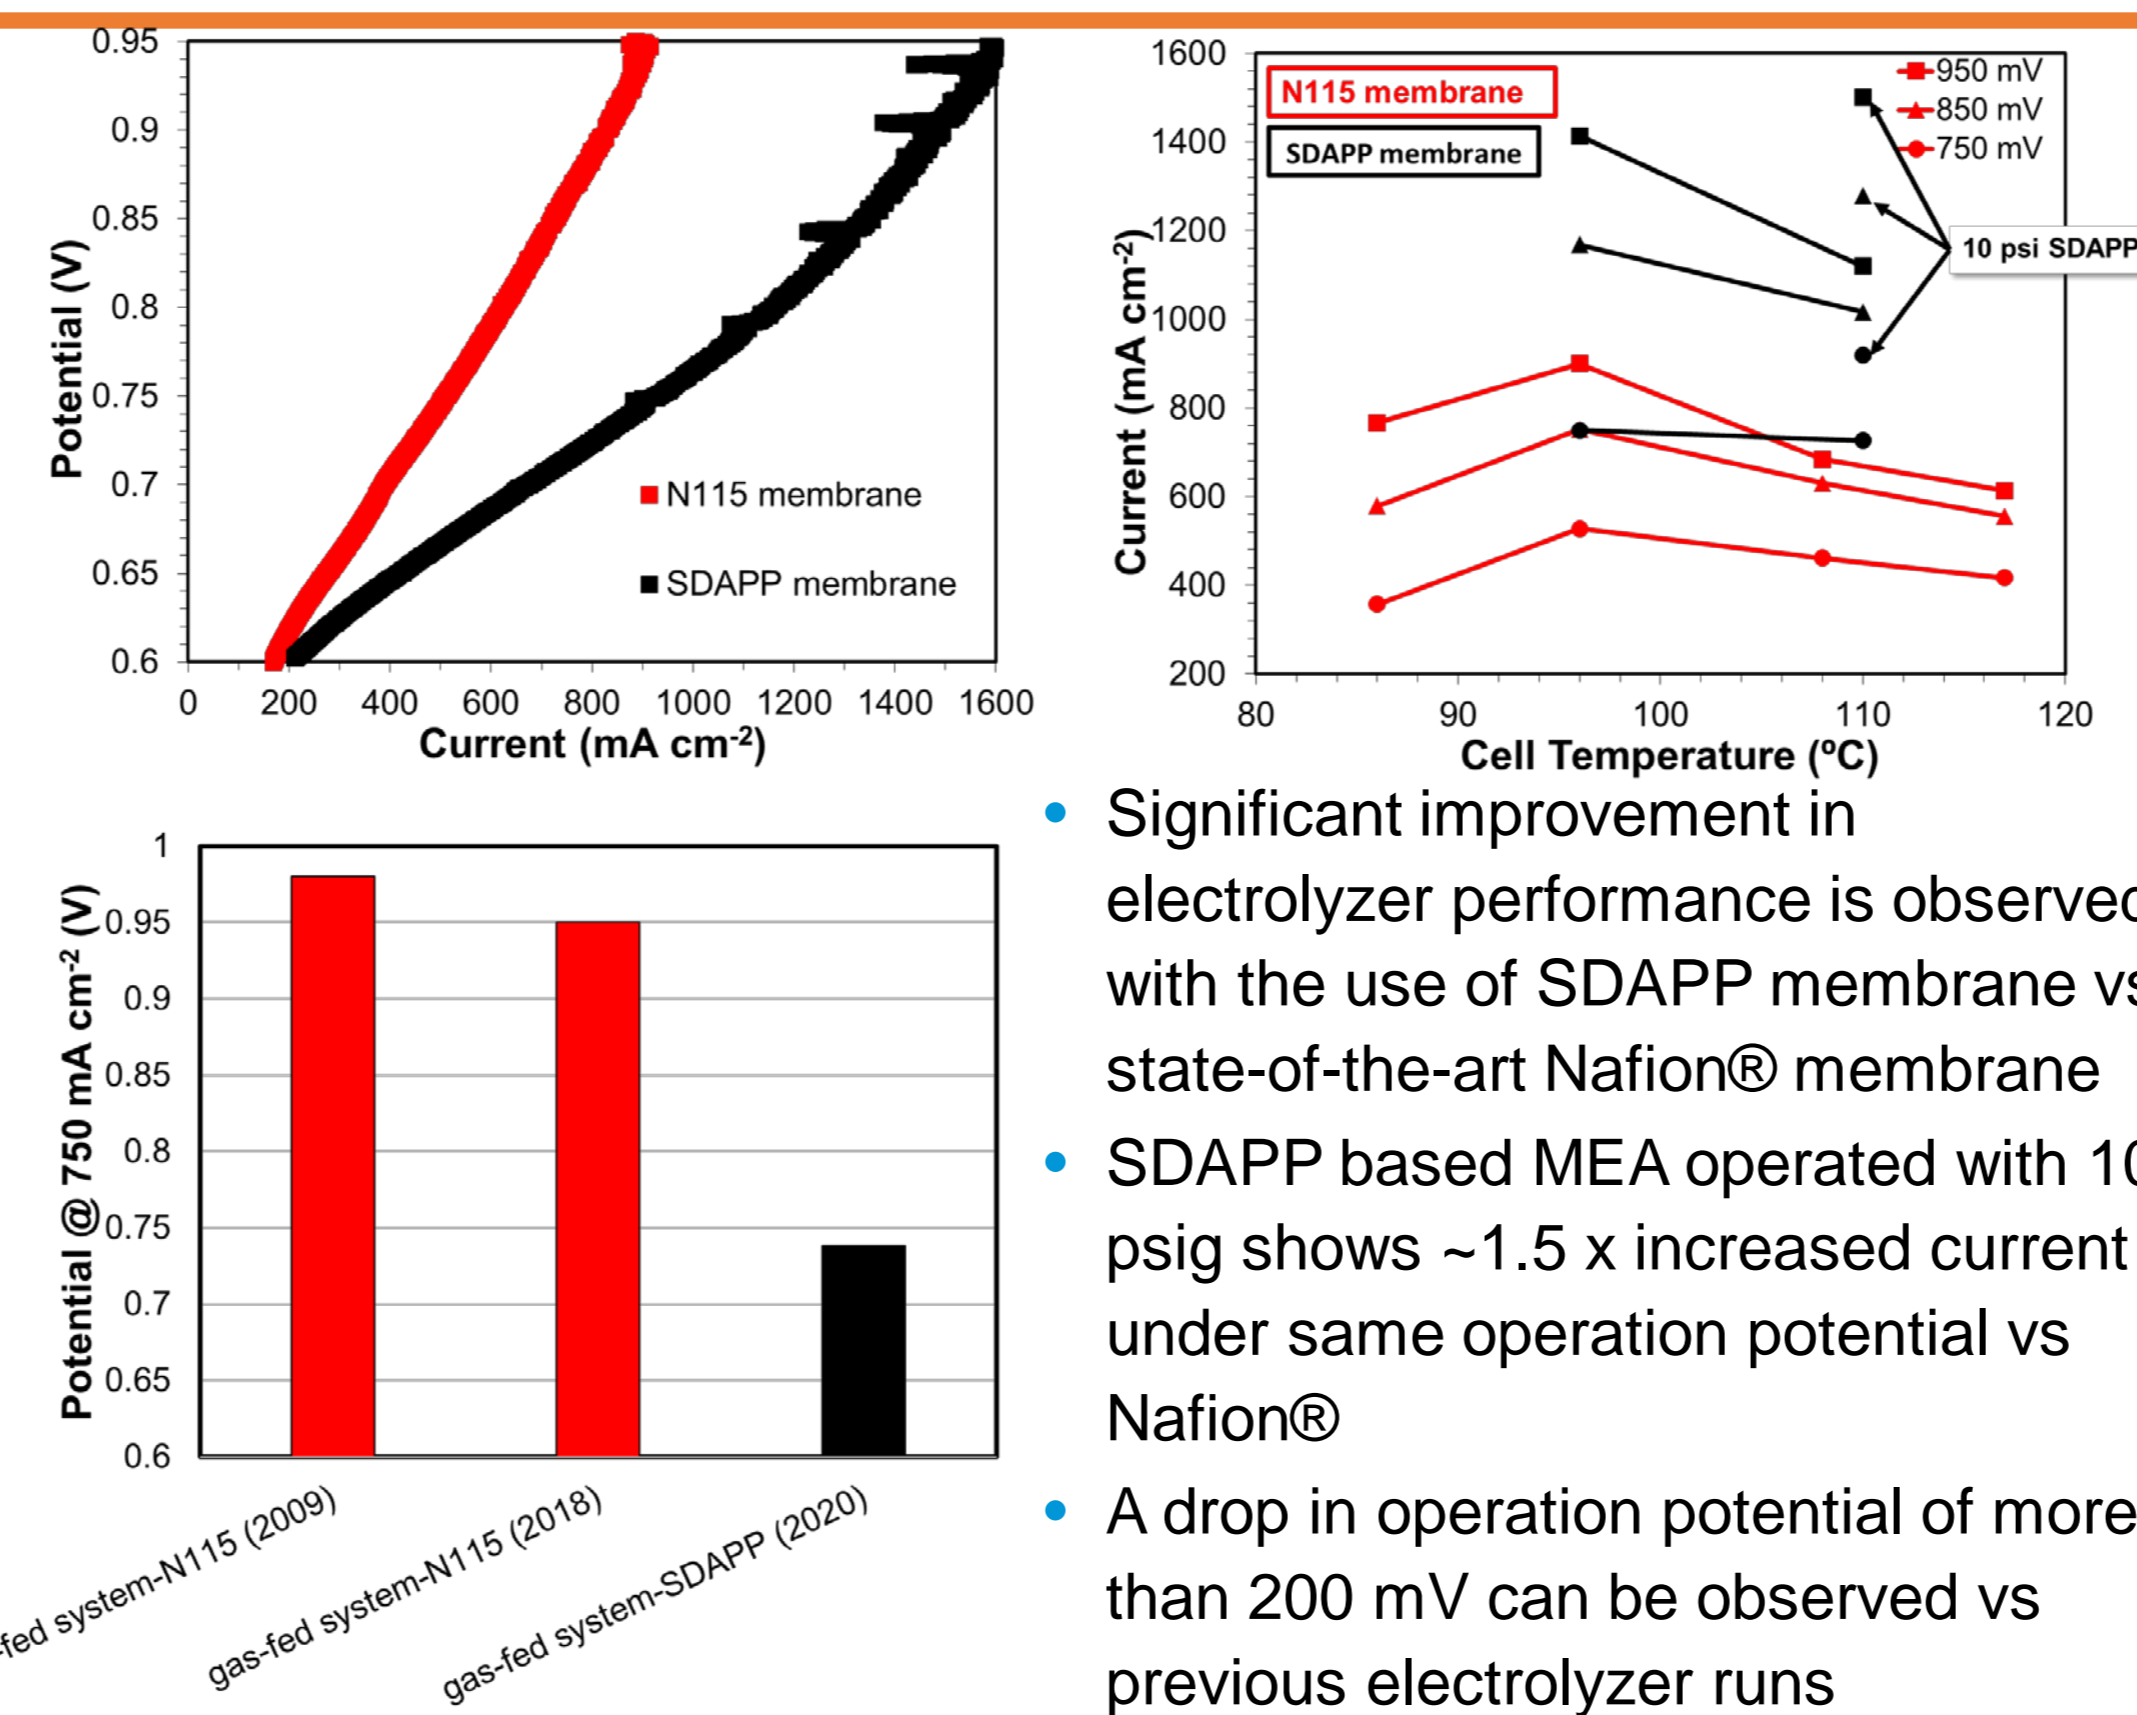 0.95
0.9
0.85
0.8
0.75
0.7
0.65
0.6
Potential (V)
0 200 400 600 800 1000 1200 1400 1600
Current (mA cm-2)
N115 membrane
SDAPP membrane
1600
1400
1200
1000
800
600
400
200
Current (mA cm-2)
80 90 100 110 120
Cell Temperature (ºC)
N115 membrane
SDAPP membrane
950 mV
850 mV
750 mV
10 psi SDAPP
1
0.95
0.9
0.85
0.8
0.75
0.7
0.65
0.6
Potential @ 750 mA cm-2 (V)
-fed system-N115 (2009)
gas-fed system-N115 (2018)
gas-fed system-SDAPP (2020)
• Significant improvement in
electrolyzer performance is observed
with the use of SDAPP membrane vs
state-of-the-art Nafion® membrane
• SDAPP based MEA operated with 10
psig shows ~1.5 x increased current
under same operation potential vs
Nafion®
• A drop in operation potential of more
than 200 mV can be observed vs
previous electrolyzer runs